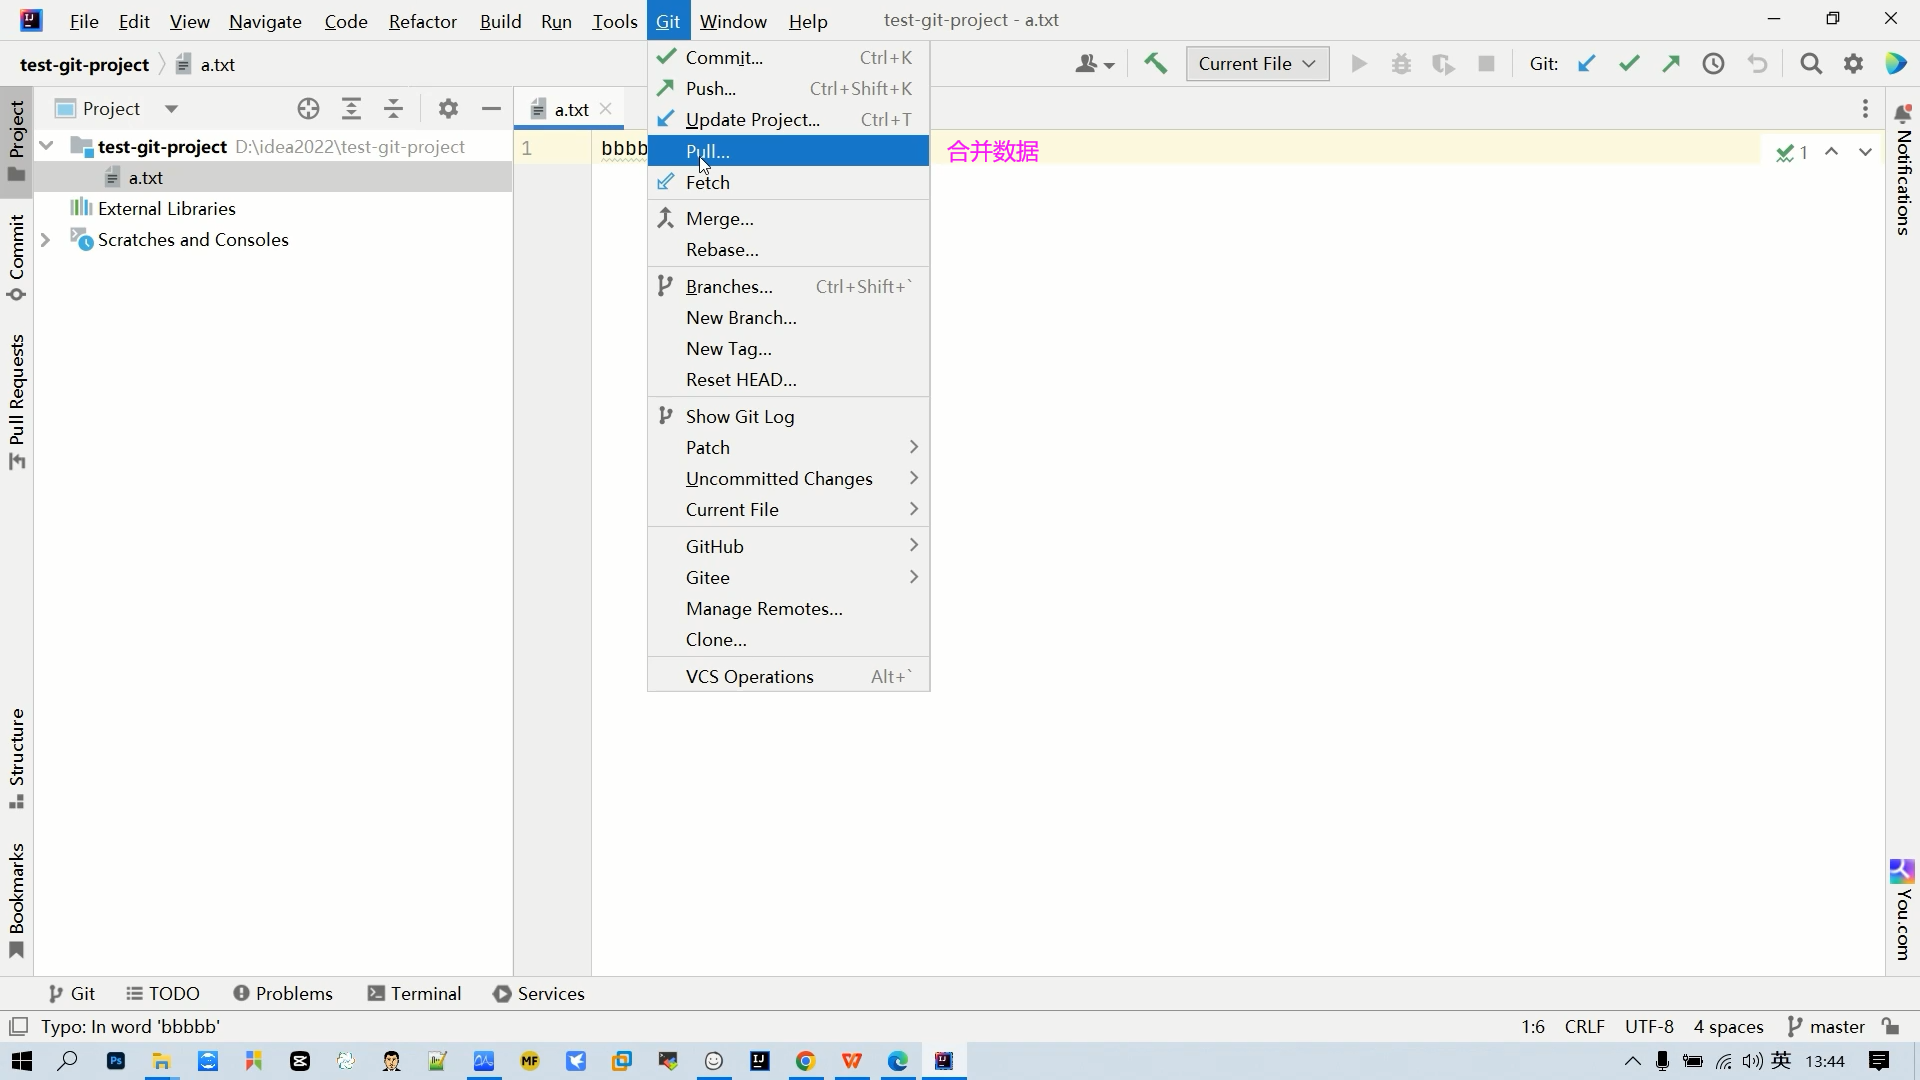 File Edit View Navigate Code Refactor Build Run Tools Git Window Help test-git-project - a.txt
test-git-project a.txt Current File Git:
Project
a.txt
test-git-project D:\idea2022\test-git-project
a.txt
External Libraries
Scratches and Consoles
1 bbbb
合并数据
1
Commit... Ctrl+K
Push... Ctrl+Shift+K
Update Project... Ctrl+T
Pull...
Fetch
Merge...
Rebase...
Branches... Ctrl+Shift+`
New Branch...
New Tag...
Reset HEAD...
Show Git Log
Patch
Uncommitted Changes
Current File
GitHub
Gitee
Manage Remotes...
Clone...
VCS Operations Alt+`
Project
Commit
Pull Requests
Structure
Bookmarks
Notifications
You.com
Git TODO Problems Terminal Services
Typo: In word 'bbbbb' 1:6 CRLF UTF-8 4 spaces master
Ps MF IJ W IJ 英 13:44